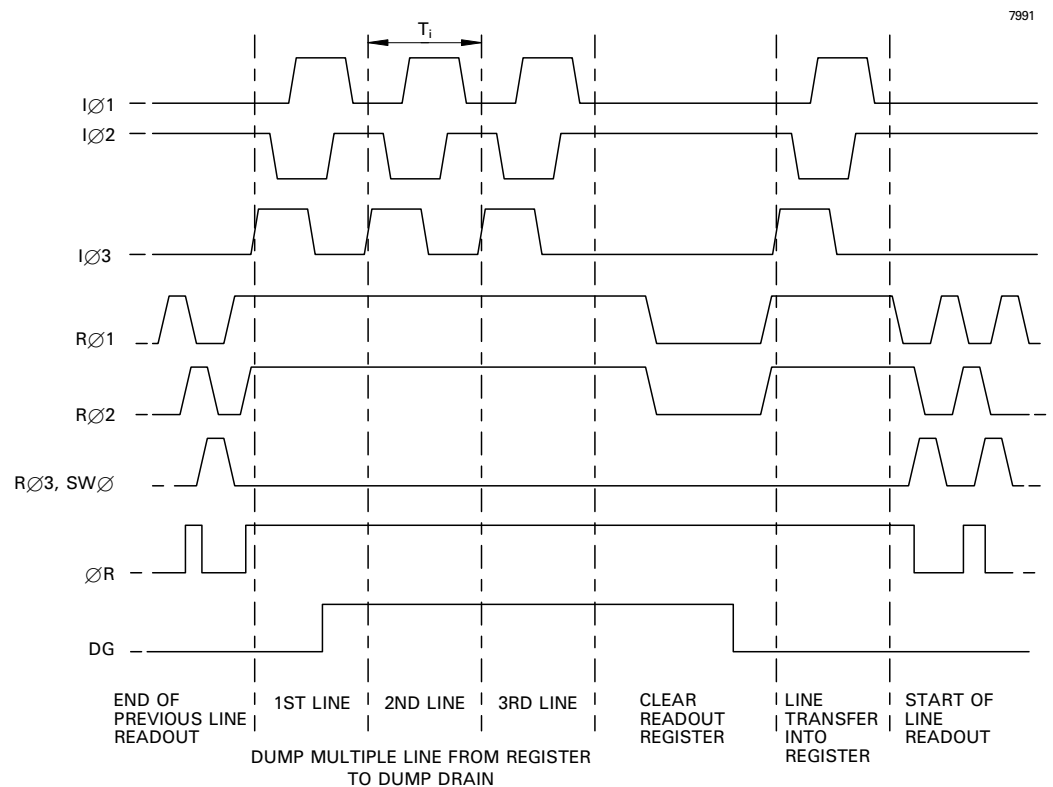 7991
Ti
I∅1
I∅2
I∅3
R∅1
R∅2
R∅3, SW∅
∅R
DG
END OF
PREVIOUS LINE
READOUT
1ST LINE
2ND LINE
3RD LINE
DUMP MULTIPLE LINE FROM REGISTER
TO DUMP DRAIN
CLEAR
READOUT
REGISTER
LINE
TRANSFER
INTO
REGISTER
START OF
LINE
READOUT